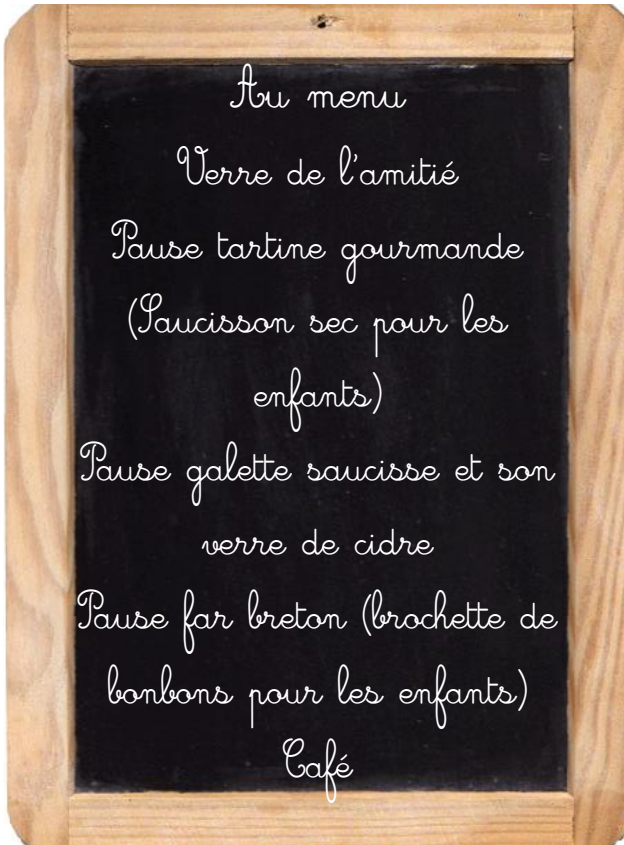 Au menu
Verre de l'amitié
Pause tartine gourmande
(Saucisson sec pour les
enfants)
Pause galette saucisse et son
verre de cidre
Pause far breton (brochette de
bonbons pour les enfants)
Café